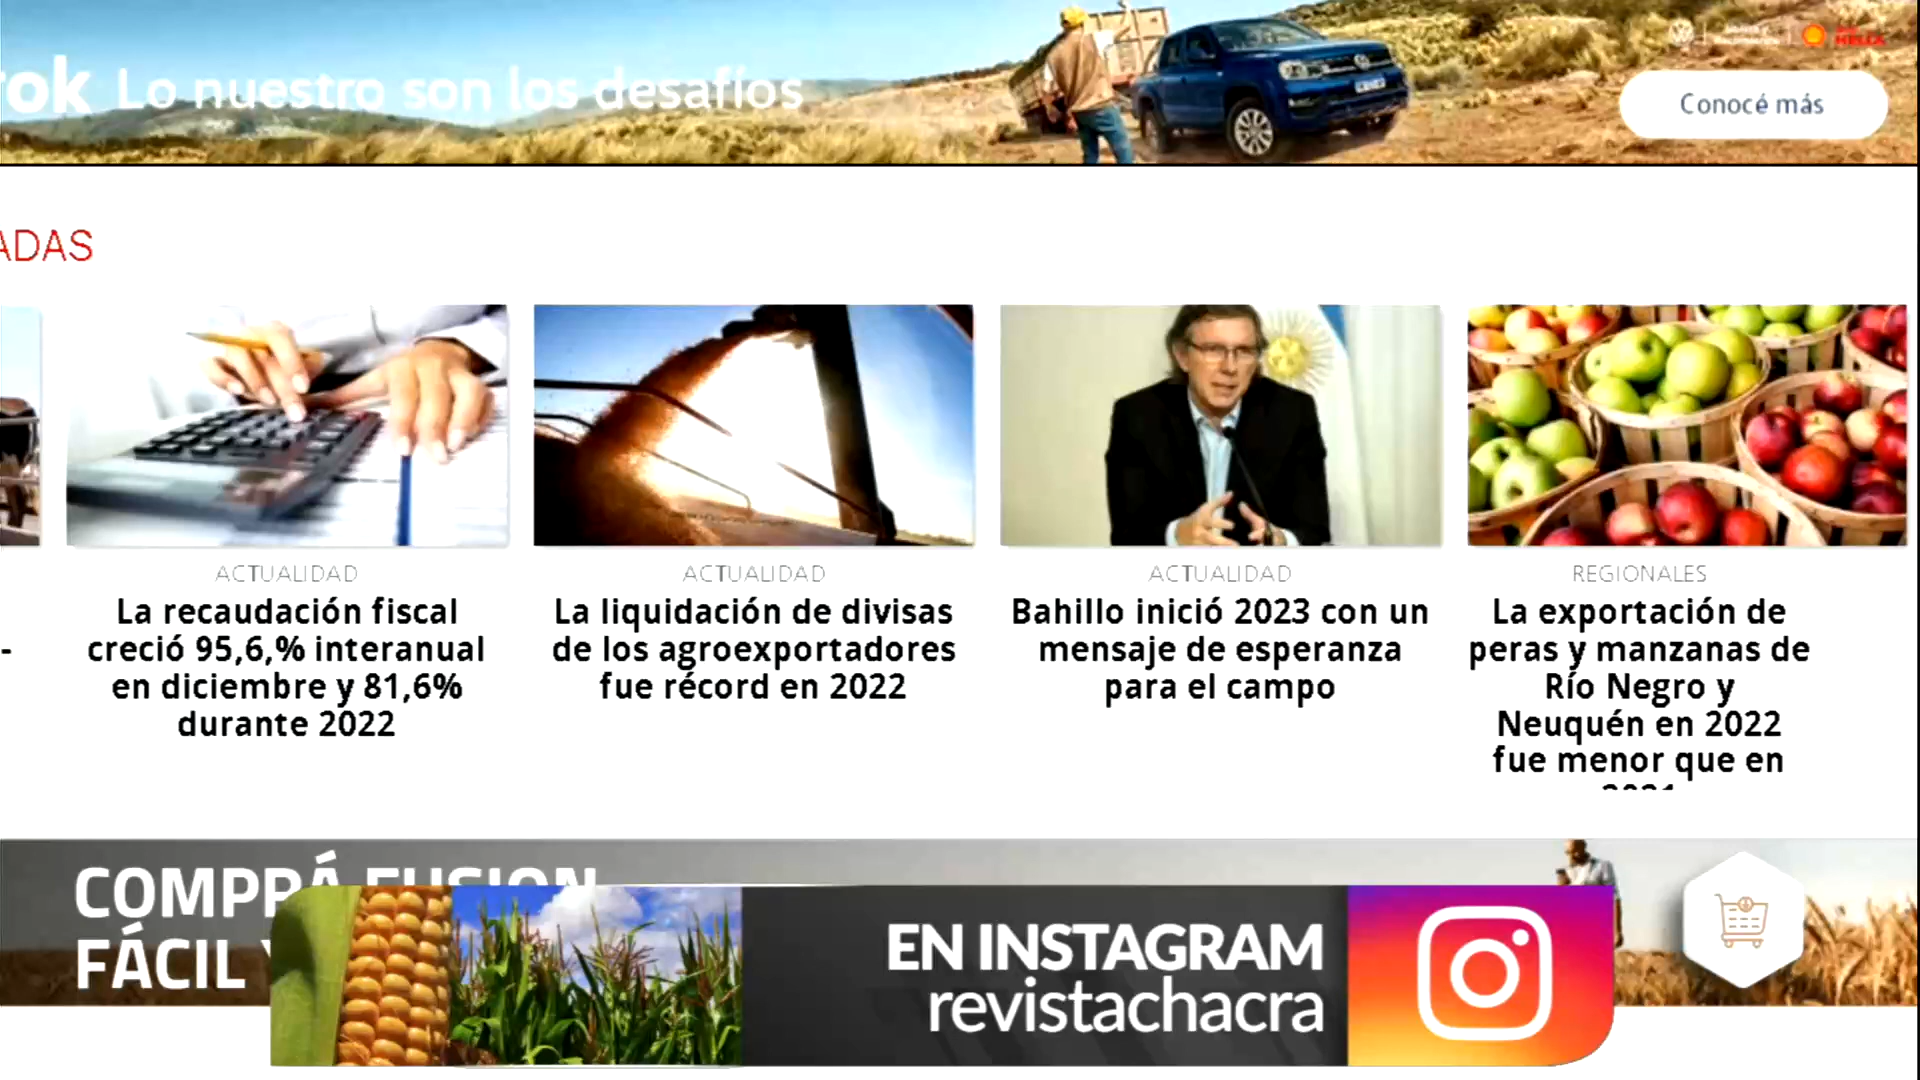 ok Lo nuestro son los desafíos
Conocé más
ADAS
ACTUALIDAD
La recaudación fiscal
creció 95,6,% interanual
en diciembre y 81,6%
durante 2022
ACTUALIDAD
La liquidación de divisas
de los agroexportadores
fue récord en 2022
ACTUALIDAD
Bahillo inició 2023 con un
mensaje de esperanza
para el campo
REGIONALES
La exportación de
peras y manzanas de
Río Negro y
Neuquén en 2022
fue menor que en
2021
-
COMPRÁ FUSION
FÁCIL
EN INSTAGRAM
revistachacra